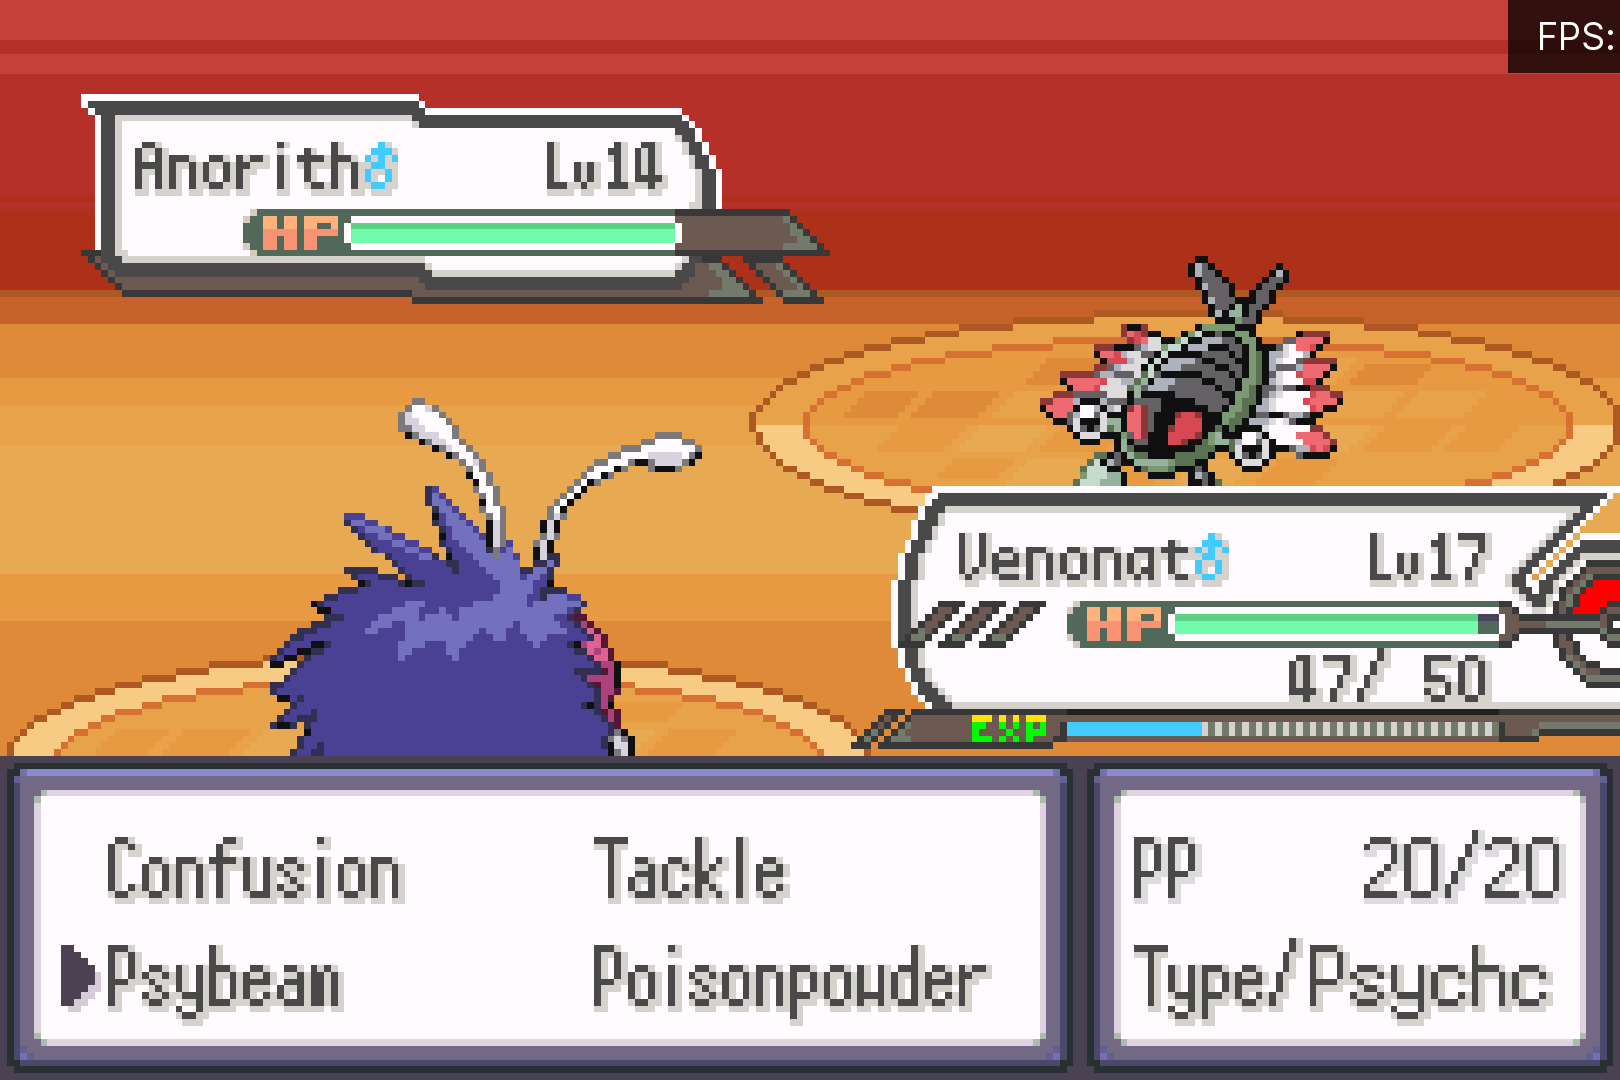 FPS:
Anorith♂ Lv14
HP
Venonat♂ Lv17
HP
47/ 50
EXP
Confusion Tackle
Psybeam Poisonpowder
PP 20/20
Type/Psychc